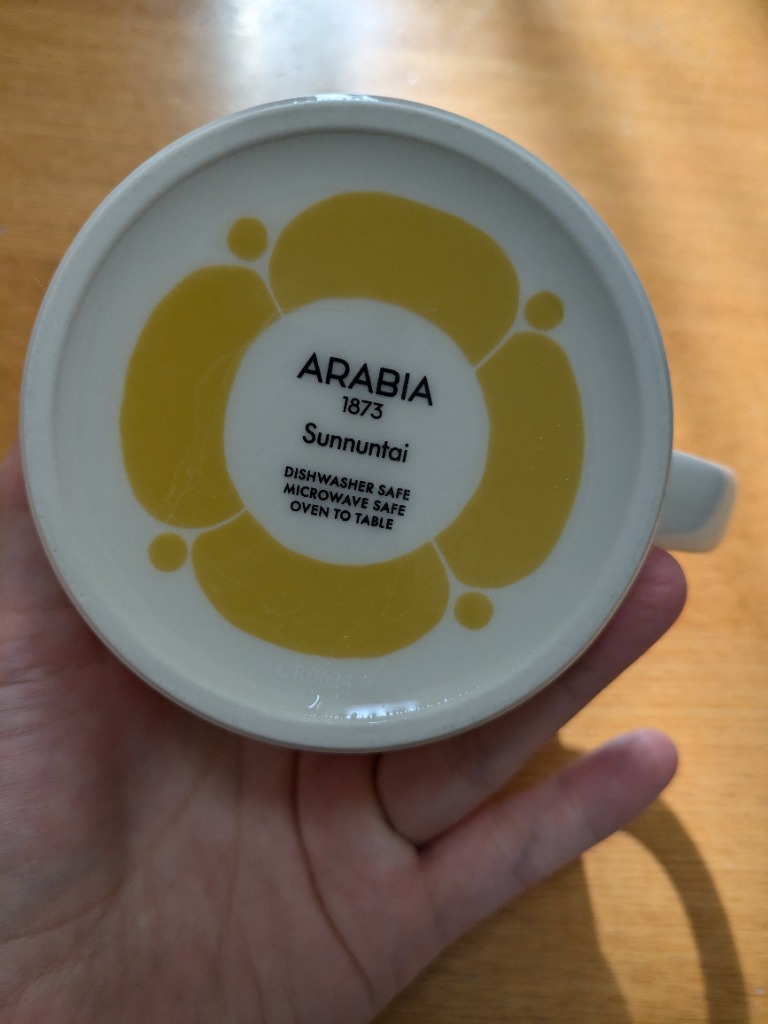 ARABIA
1873
Sunnuntai
DISHWASHER SAFE
MICROWAVE SAFE
OVEN TO TABLE